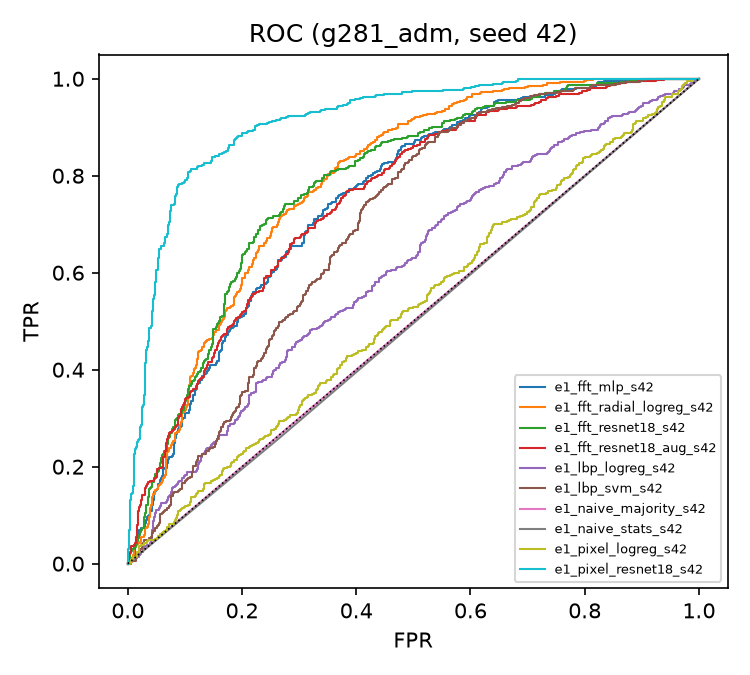 ROC (g281_adm, seed 42)
1.0
0.8
0.6
0.4
0.2
0.0
TPR
e1_fft_mlp_s42
e1_fft_radial_logreg_s42
e1_fft_resnet18_s42
e1_fft_resnet18_aug_s42
e1_lbp_logreg_s42
e1_lbp_svm_s42
e1_naive_majority_s42
e1_naive_stats_s42
e1_pixel_logreg_s42
e1_pixel_resnet18_s42
0.0 0.2 0.4 0.6 0.8 1.0
FPR